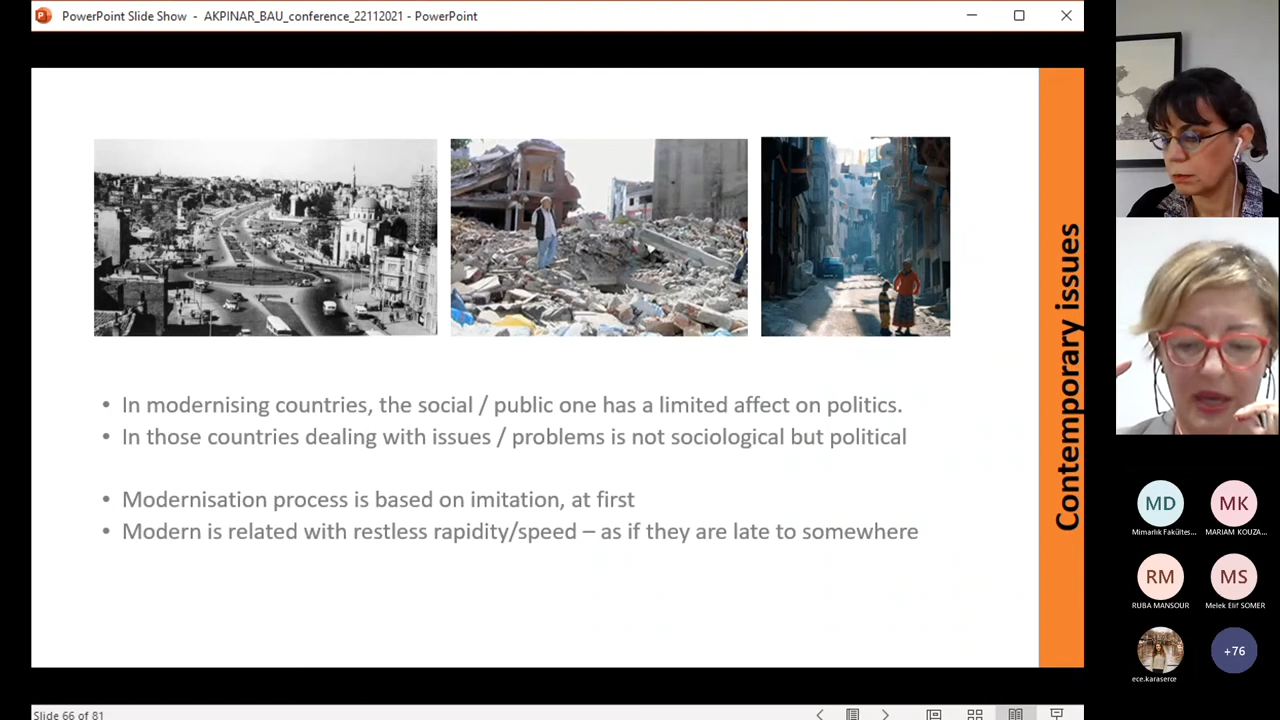 PowerPoint Slide Show - AKPINAR_BAU_conference_22112021 - PowerPoint
In modernising countries, the social / public one has a limited affect on politics.
In those countries dealing with issues / problems is not sociological but political
Modernisation process is based on imitation, at first
Modern is related with restless rapidity/speed – as if they are late to somewhere
Contemporary issues
MD
Mimarlık Fakültes...
MK
MARIAM KOUZA...
RM
RUBA MANSOUR
MS
Melek Elif SOMER
ece.karaserce
+76
Slide 66 of 81